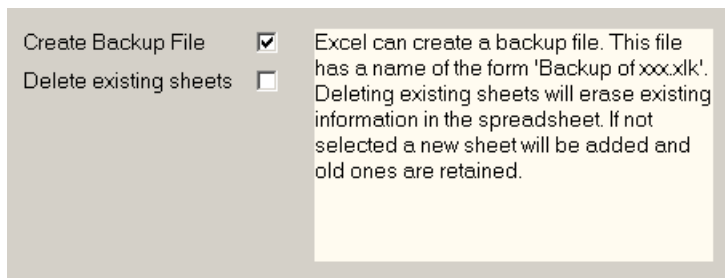 Create Backup File
Delete existing sheets
Excel can create a backup file. This file
has a name of the form 'Backup of xxx.xlk'.
Deleting existing sheets will erase existing
information in the spreadsheet. If not
selected a new sheet will be added and
old ones are retained.